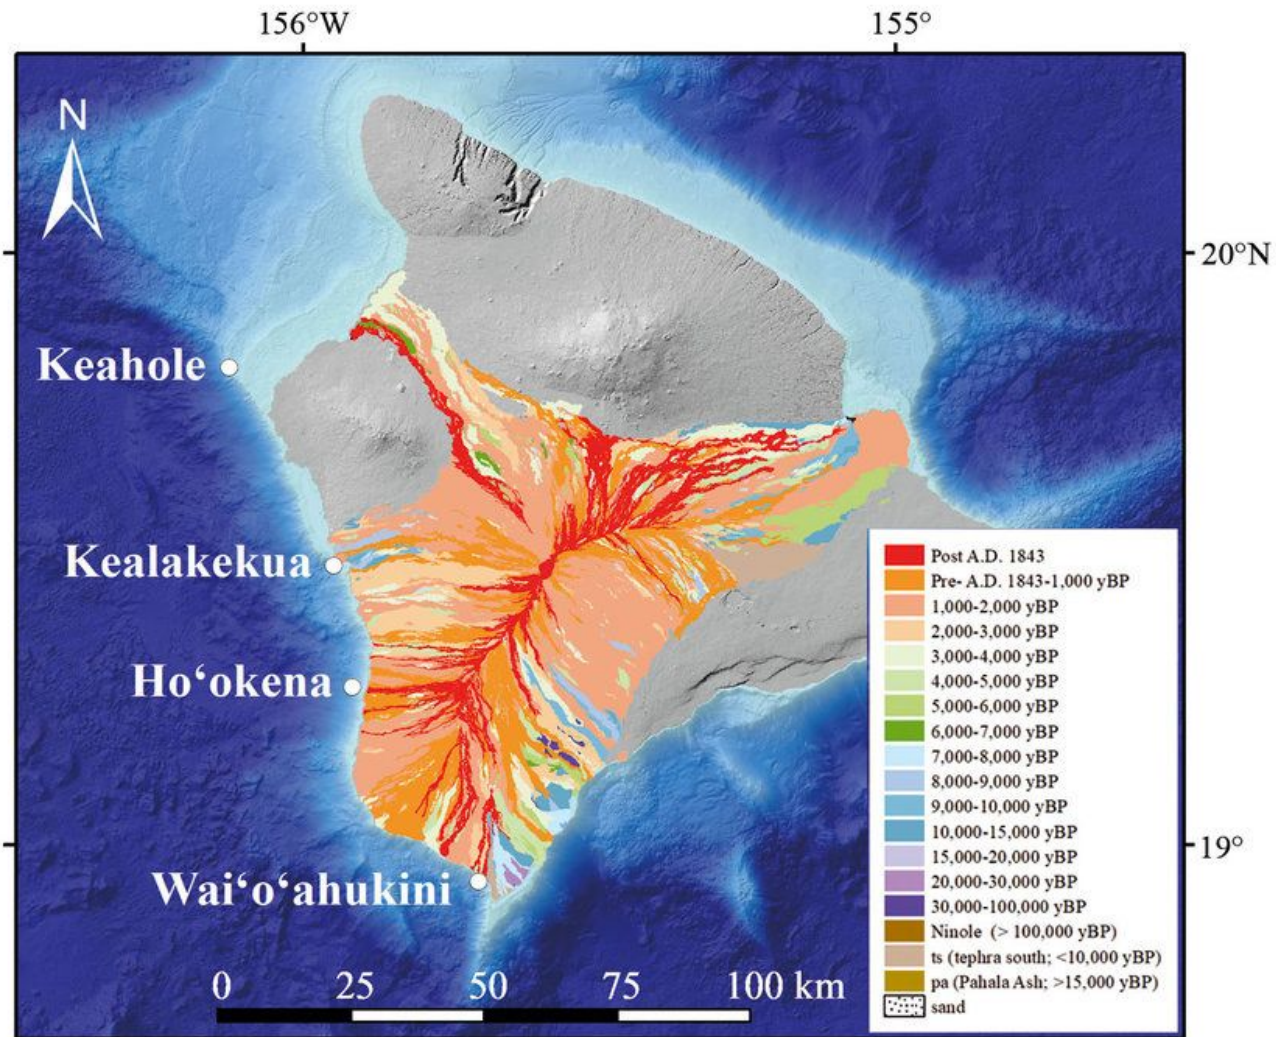 156°W
155°
N
20°N
Keahole
Kealakekua
Hoʻokena
19°
Waiʻoʻahukini
0 25 50 75 100 km
Post A.D. 1843
Pre- A.D. 1843-1,000 yBP
1,000-2,000 yBP
2,000-3,000 yBP
3,000-4,000 yBP
4,000-5,000 yBP
5,000-6,000 yBP
6,000-7,000 yBP
7,000-8,000 yBP
8,000-9,000 yBP
9,000-10,000 yBP
10,000-15,000 yBP
15,000-20,000 yBP
20,000-30,000 yBP
30,000-100,000 yBP
Ninole (> 100,000 yBP)
ts (tephra south; <10,000 yBP)
pa (Pahala Ash; >15,000 yBP)
sand